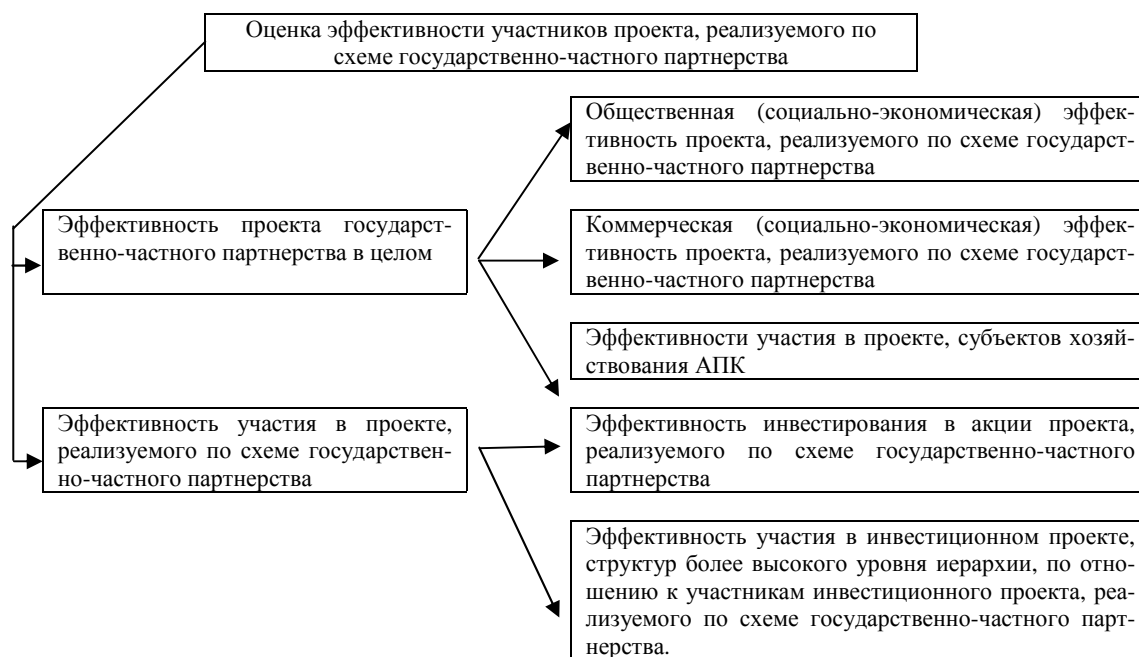 Оценка эффективности участников проекта, реализуемого по
схеме государственно-частного партнерства
Общественная (социально-экономическая) эффек-
тивность проекта, реализуемого по схеме государст-
венно-частного партнерства
Эффективность проекта государст-
венно-частного партнерства в целом
Коммерческая (социально-экономическая) эффек-
тивность проекта, реализуемого по схеме государст-
венно-частного партнерства
Эффективности участия в проекте, субъектов хозяй-
ствования АПК
Эффективность участия в проекте,
реализуемого по схеме государствен-
но-частного партнерства
Эффективность инвестирования в акции проекта,
реализуемого по схеме государственно-частного
партнерства
Эффективность участия в инвестиционном проекте,
структур более высокого уровня иерархии, по отно-
шению к участникам инвестиционного проекта, реа-
лизуемого по схеме государственно-частного парт-
нерства.